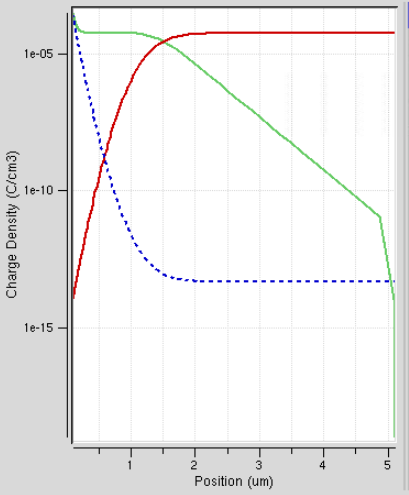 1e-05
1e-10
1e-15
Charge Density (C/cm3)
1 2 3 4 5
Position (um)